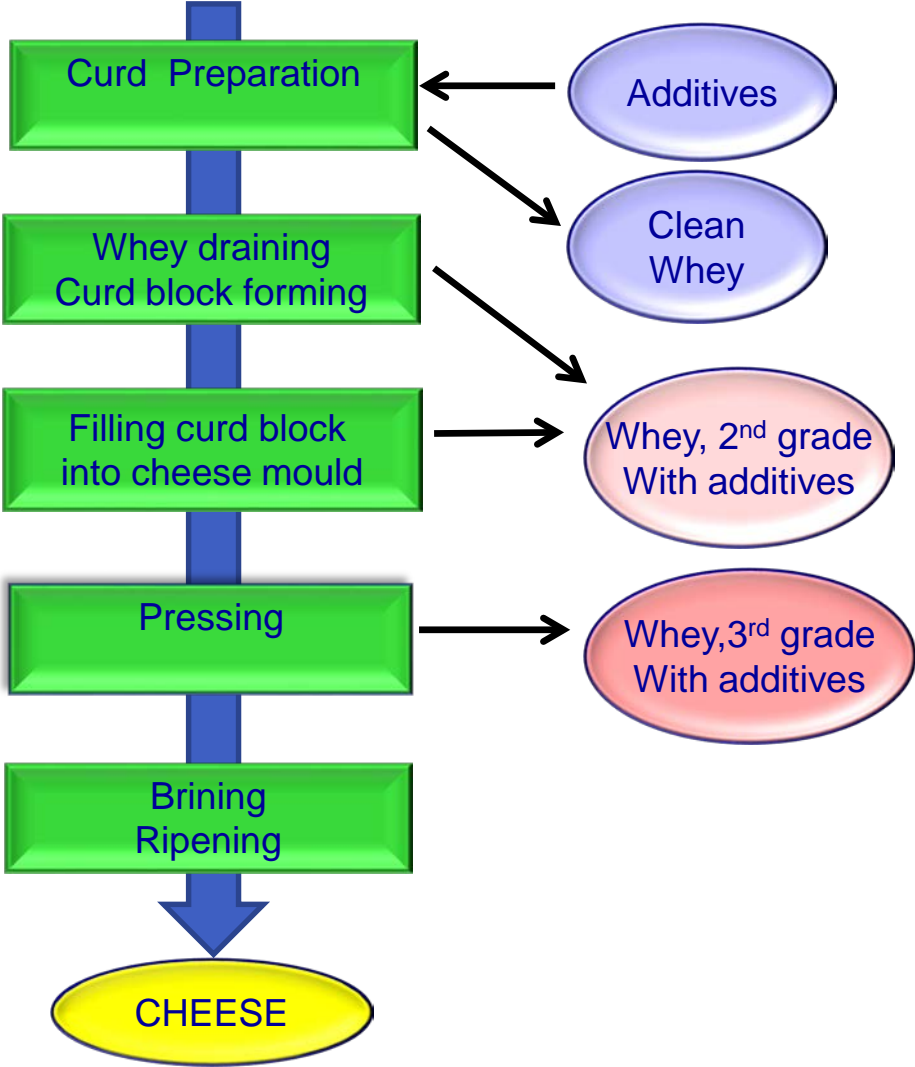 Curd Preparation
Additives
Clean
Whey
Whey draining
Curd block forming
Filling curd block
into cheese mould
Whey, 2nd grade
With additives
Pressing
Whey,3rd grade
With additives
Brining
Ripening
CHEESE